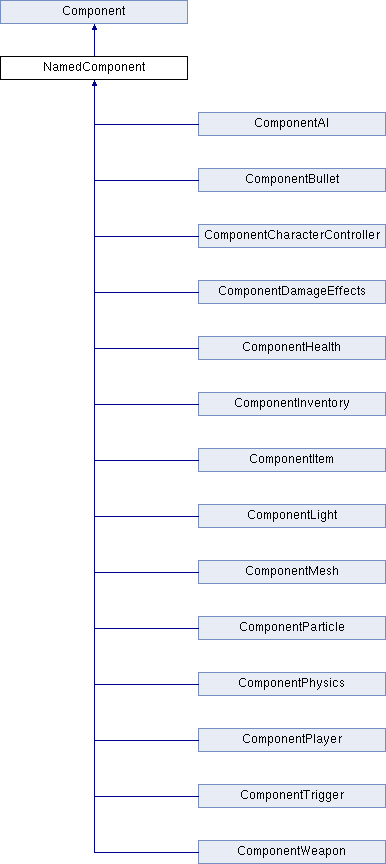 Component
NamedComponent
ComponentAI
ComponentBullet
ComponentCharacterController
ComponentDamageEffects
ComponentHealth
ComponentInventory
ComponentItem
ComponentLight
ComponentMesh
ComponentParticle
ComponentPhysics
ComponentPlayer
ComponentTrigger
ComponentWeapon